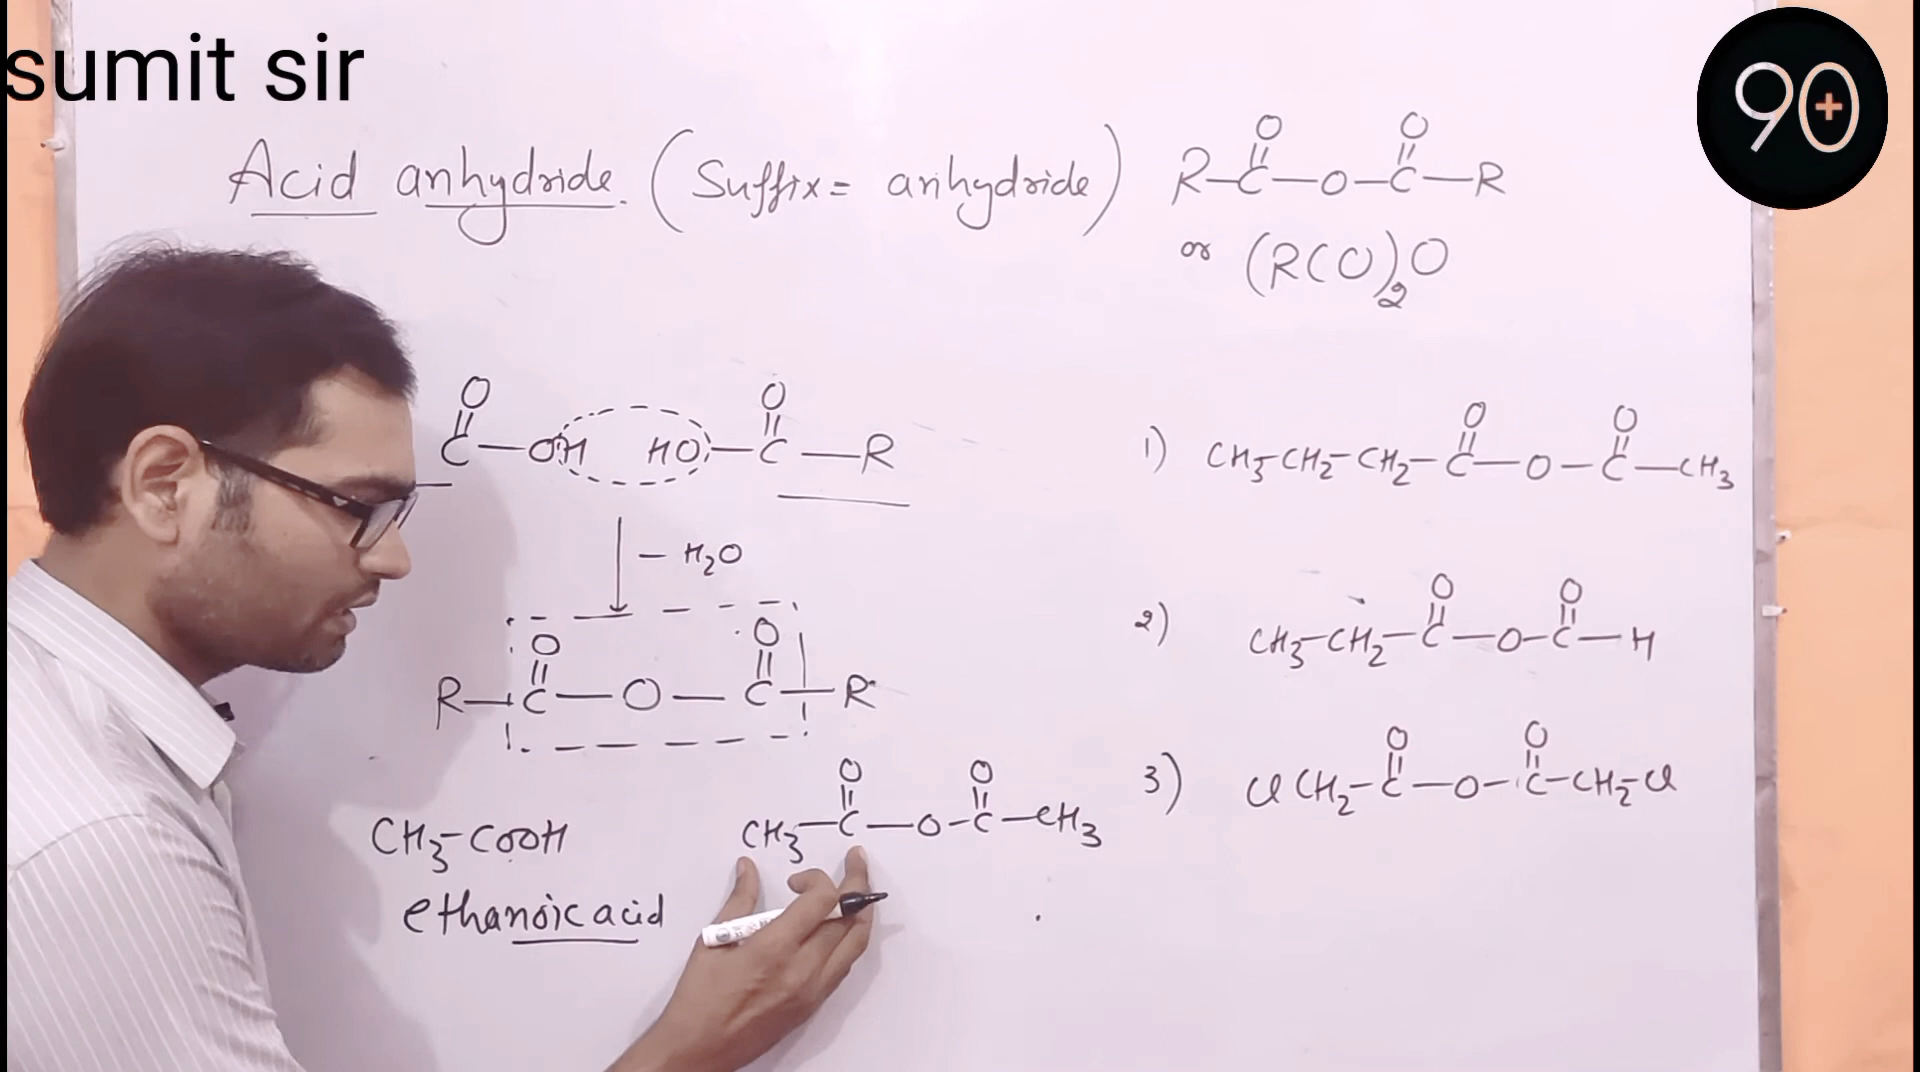 sumit sir
90+
Acid anhydride. (Suffix = anhydride) R–C–O–C–R
O O
or (RCO)₂O
O O
C–OH HO–C–R
– H₂O
O O
R–C–O–C–R
CH₃–COOH
ethanoic acid
O O
CH₃–C–O–C–CH₃
O O
1) CH₃–CH₂–CH₂–C–O–C–CH₃
O O
2) CH₃–CH₂–C–O–C–H
O O
3) ClCH₂–C–O–C–CH₂–Cl